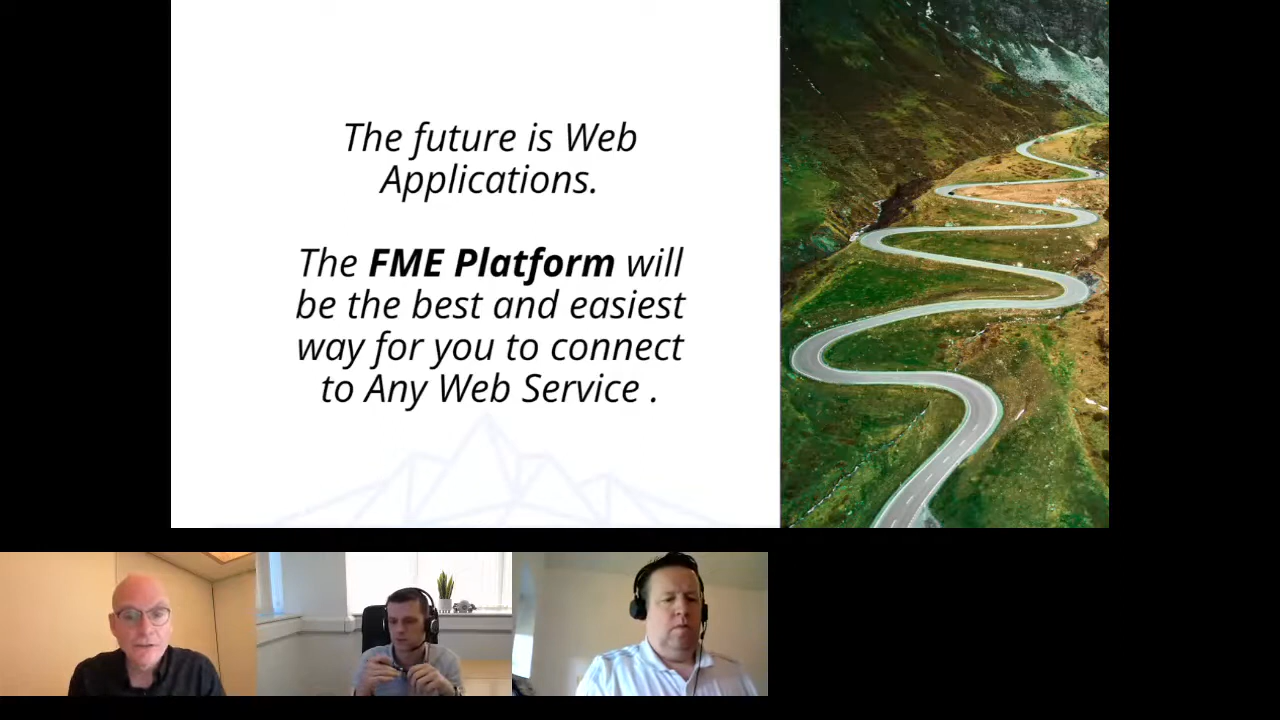 The future is Web
Applications.
The FME Platform will
be the best and easiest
way for you to connect
to Any Web Service .